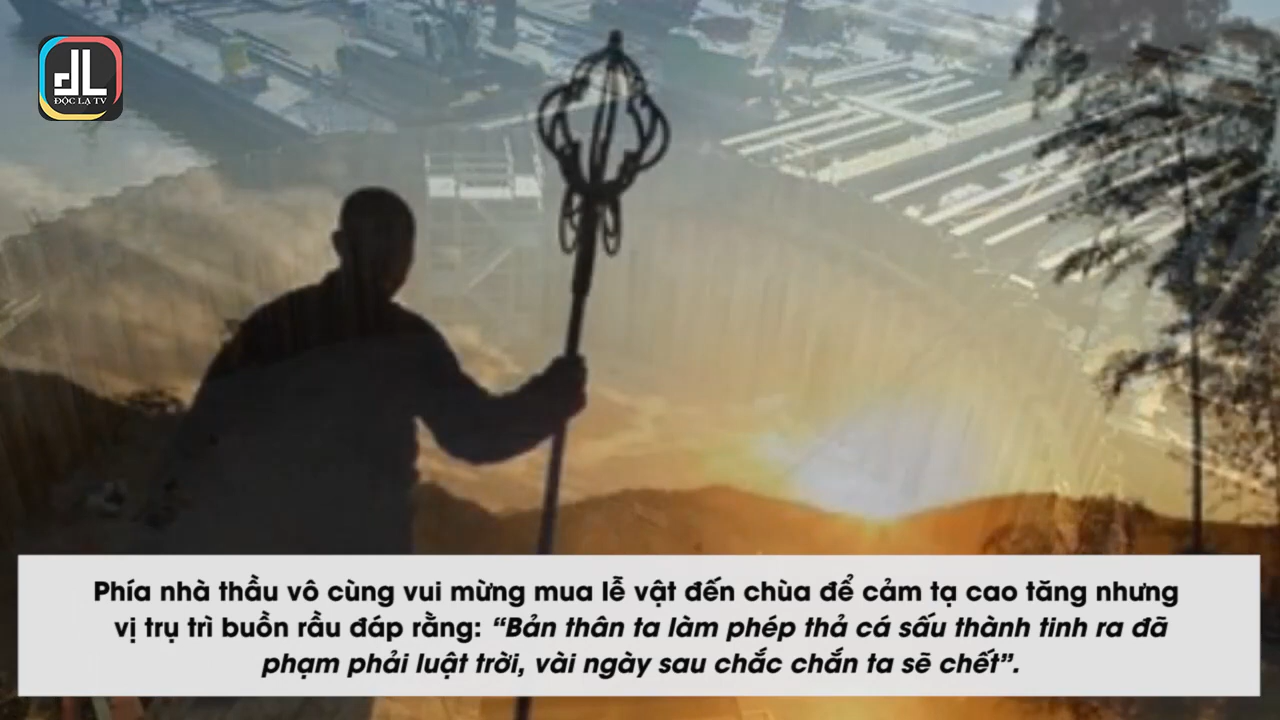 ĐỘC LẠ TV
Phía nhà thầu vô cùng vui mừng mua lễ vật đến chùa để cảm tạ cao tăng nhưng
vị trụ trì buồn rầu đáp rằng: “Bản thân ta làm phép thả cá sấu thành tinh ra đã
phạm phải luật trời, vài ngày sau chắc chắn ta sẽ chết”.